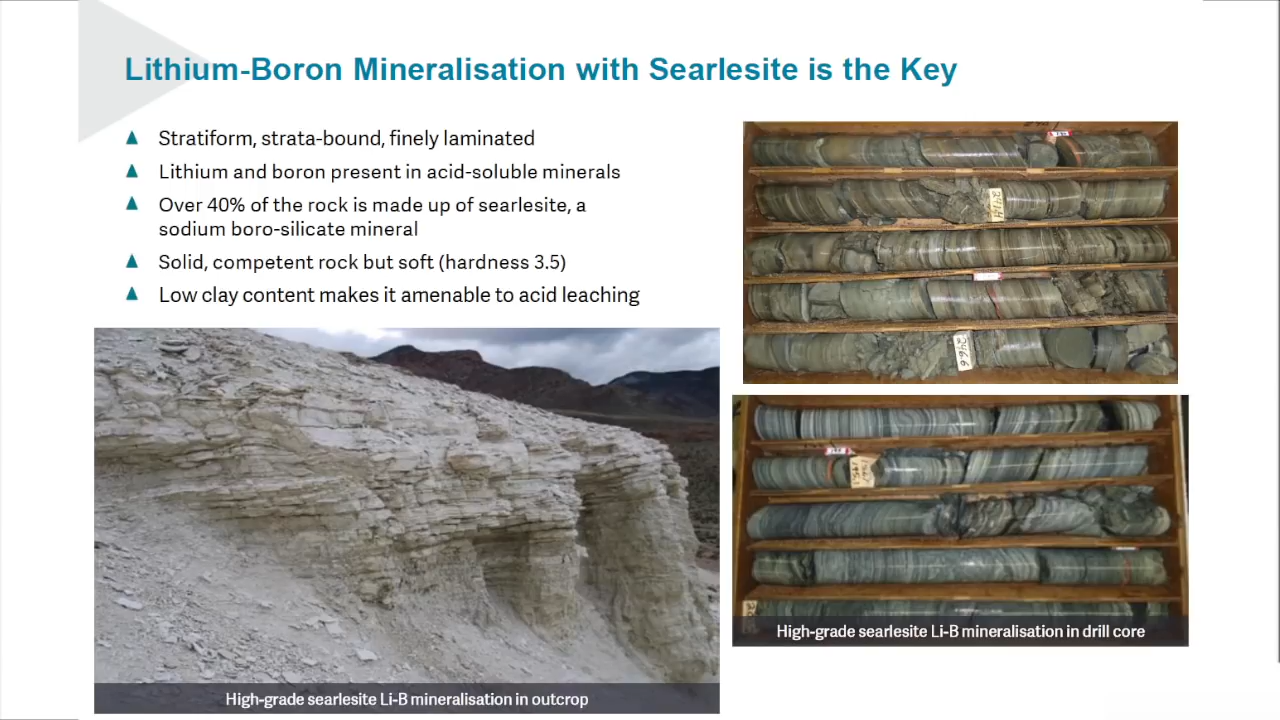 Lithium-Boron Mineralisation with Searlesite is the Key
Stratiform, strata-bound, finely laminated
Lithium and boron present in acid-soluble minerals
Over 40% of the rock is made up of searlesite, a
sodium boro-silicate mineral
Solid, competent rock but soft (hardness 3.5)
Low clay content makes it amenable to acid leaching
246.6
High-grade searlesite Li-B mineralisation in drill core
High-grade searlesite Li-B mineralisation in outcrop